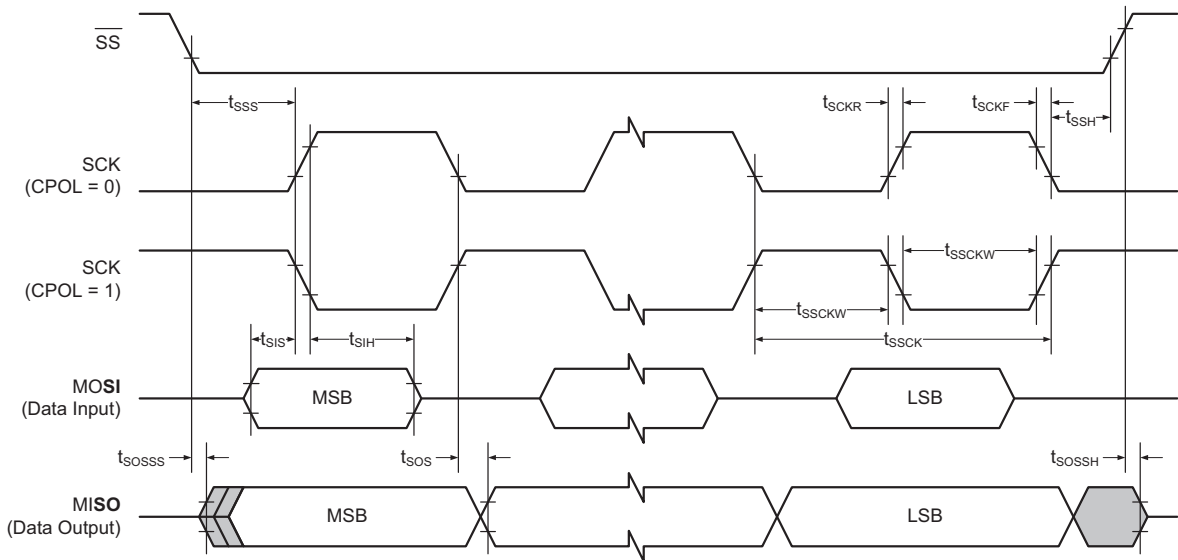 SS
tSSS
tSCKR
tSCKF
tSSH
SCK
(CPOL = 0)
SCK
(CPOL = 1)
tSSCKW
tSSCKW
tSSCK
tSIS
tSIH
MOSI
(Data Input)
MSB
LSB
tSOSSS
tSOS
tSOSSH
MISO
(Data Output)
MSB
LSB